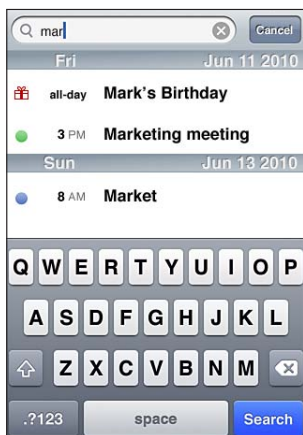 mar Cancel
Fri Jun 11 2010
all-day Mark's Birthday
3 PM Marketing meeting
Sun Jun 13 2010
8 AM Market
Q W E R T Y U I O P
A S D F G H J K L
Z X C V B N M
.?123 space Search